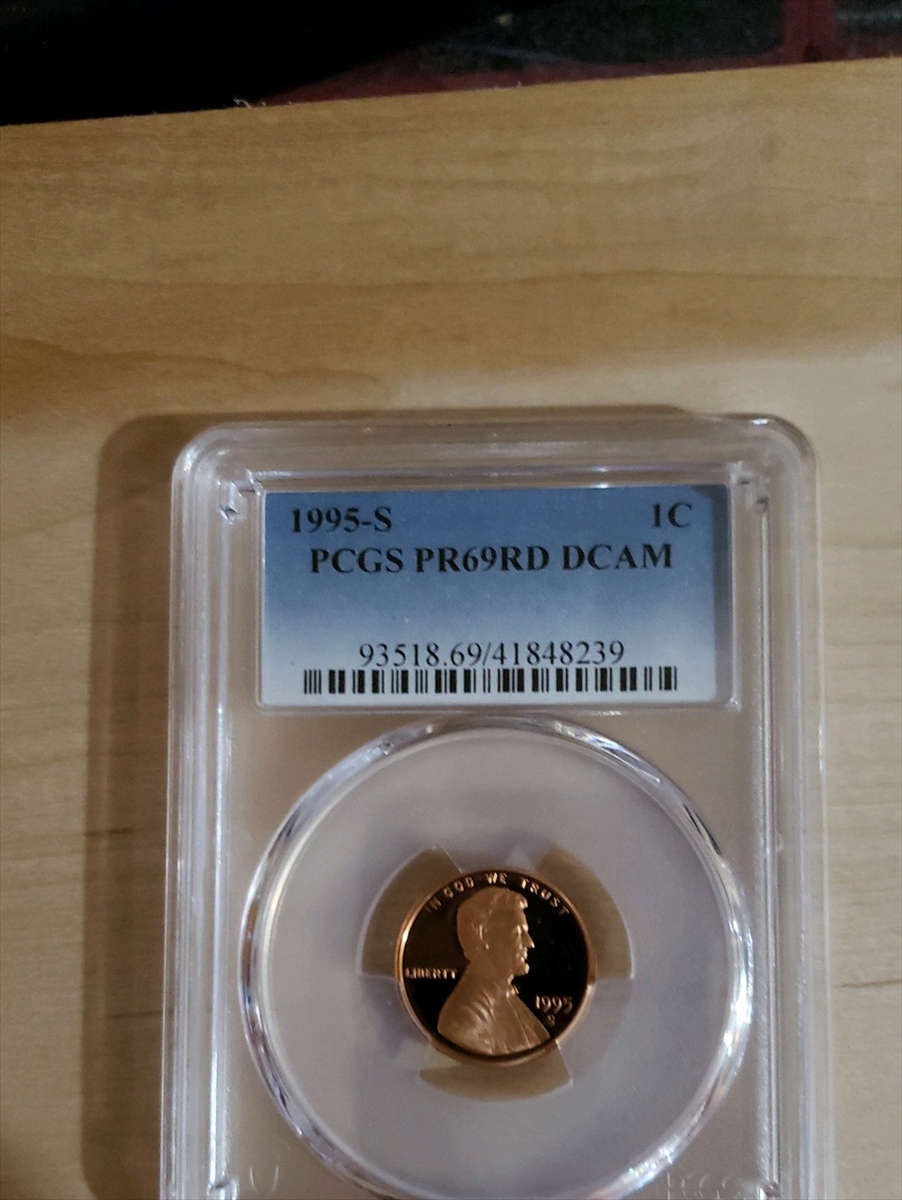 1995-S 1C
PCGS PR69RD DCAM
93518.69/41848239
IN GOD WE TRUST
LIBERTY
1995
S